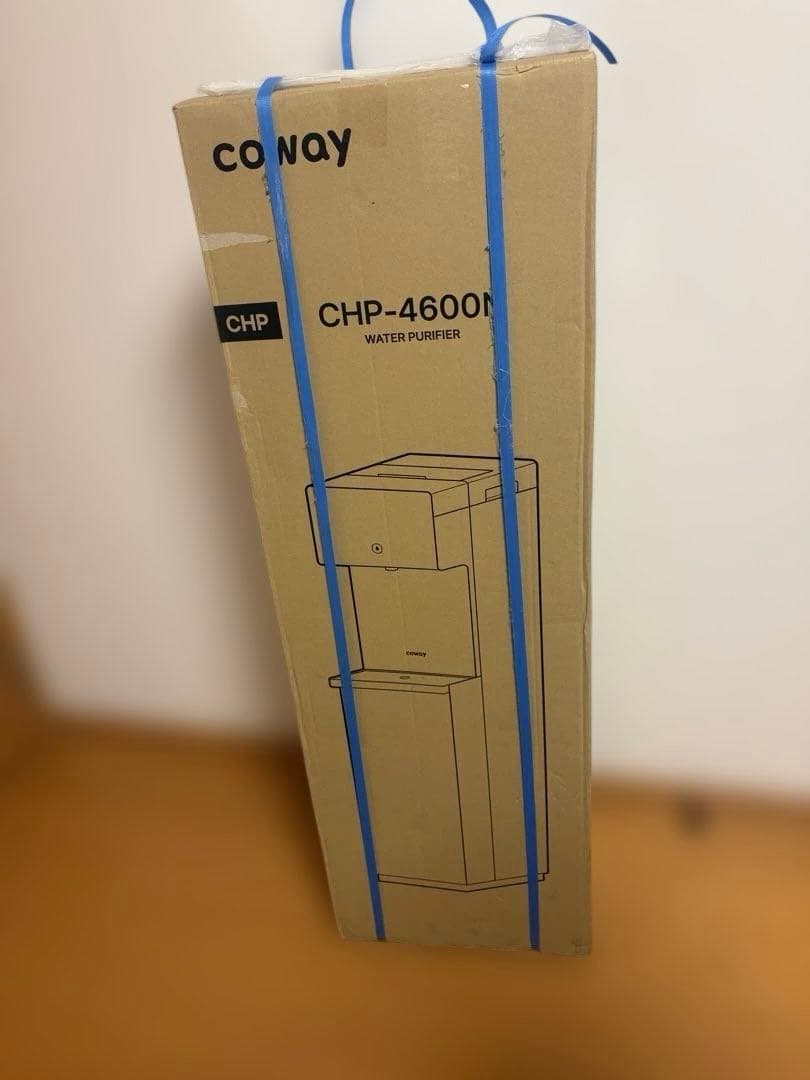 coway
CHP
CHP-4600N
WATER PURIFIER
coway